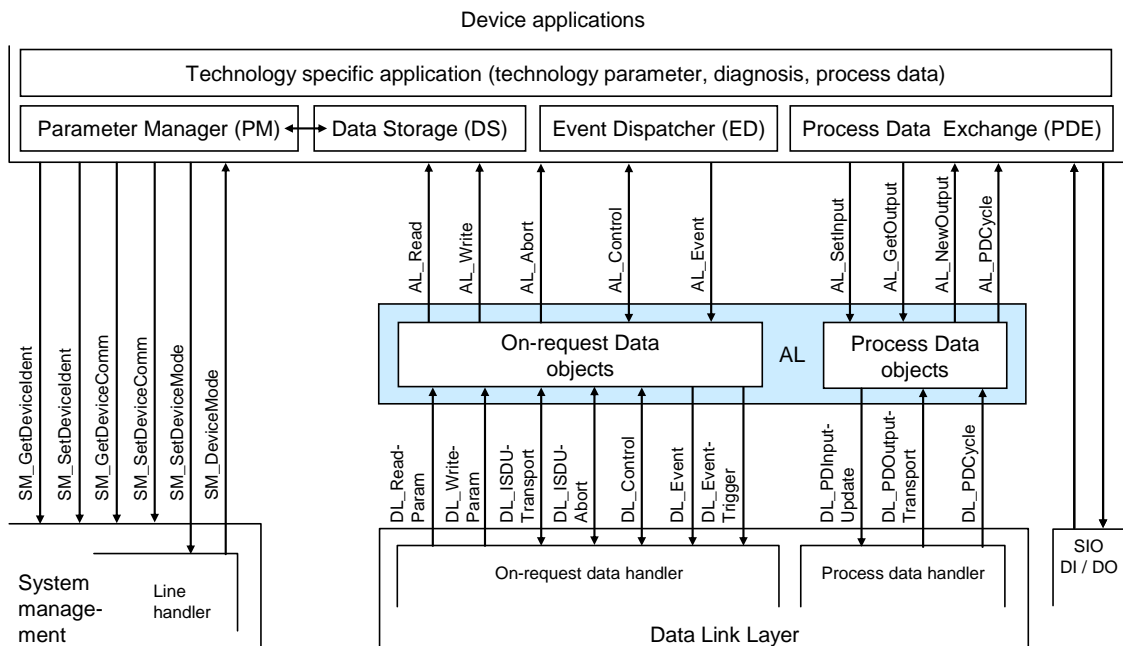 Device applications
Technology specific application (technology parameter, diagnosis, process data)
Parameter Manager (PM)
Data Storage (DS)
Event Dispatcher (ED)
Process Data Exchange (PDE)
SM_GetDeviceIdent
SM_SetDeviceIdent
SM_GetDeviceComm
SM_SetDeviceComm
SM_SetDeviceMode
SM_DeviceMode
AL_Read
AL_Write
AL_Abort
AL_Control
AL_Event
AL_SetInput
AL_GetOutput
AL_NewOutput
AL_PDCycle
On-request Data
objects
AL
Process Data
objects
DL_Read-
Param
DL_Write-
Param
DL_ISDU-
Transport
DL_ISDU-
Abort
DL_Control
DL_Event
DL_Event-
Trigger
DL_PDInput-
Update
DL_PDOutput-
Transport
DL_PDCycle
System
manage-
ment
Line
handler
On-request data handler
Process data handler
Data Link Layer
SIO
DI / DO